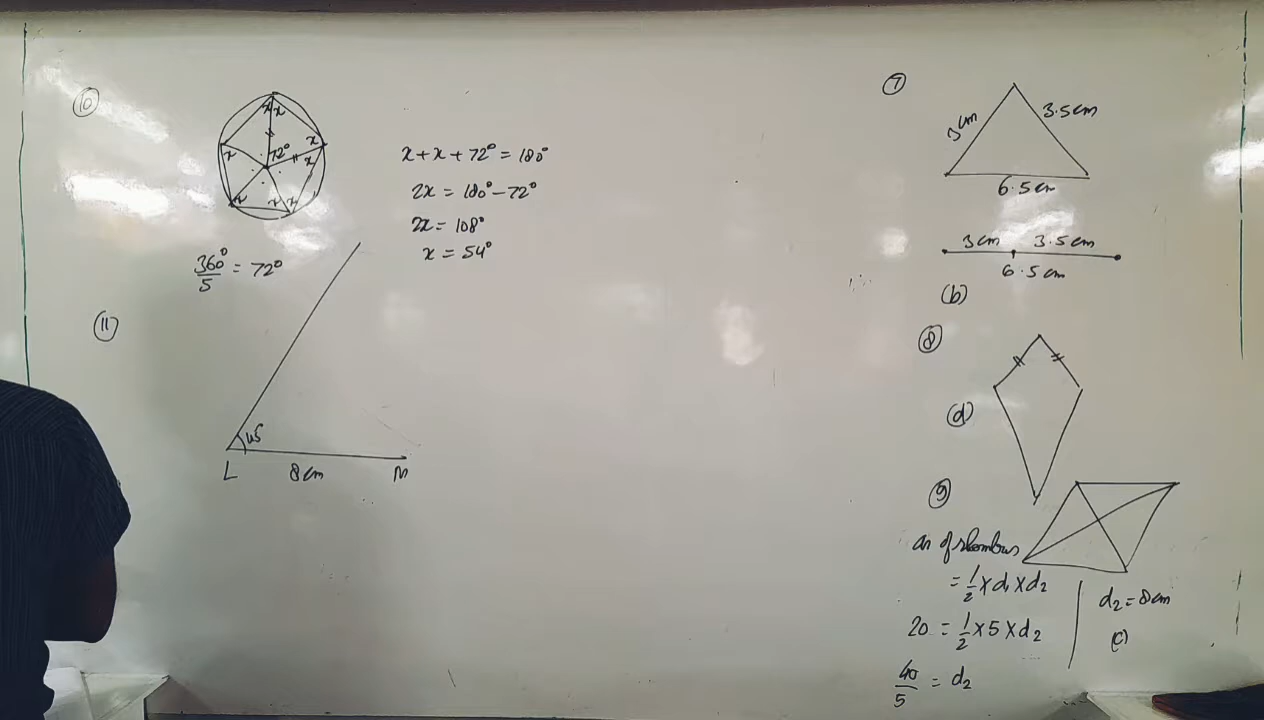 ⑩
x x
x
72°
x
x
x
x x
x + x + 72° = 180°
2x = 180° - 72°
2x = 108°
x = 54°
360°/5 = 72°
⑪
45
L 8cm M
⑦
3cm 3.5cm
6.5cm
3cm 3.5cm
6.5cm
(b)
⑧
(d)
⑨
ar of rhombus
= 1/2 x d1 x d2
20 = 1/2 x 5 x d2
40/5 = d2
d2 = 8cm
(c)